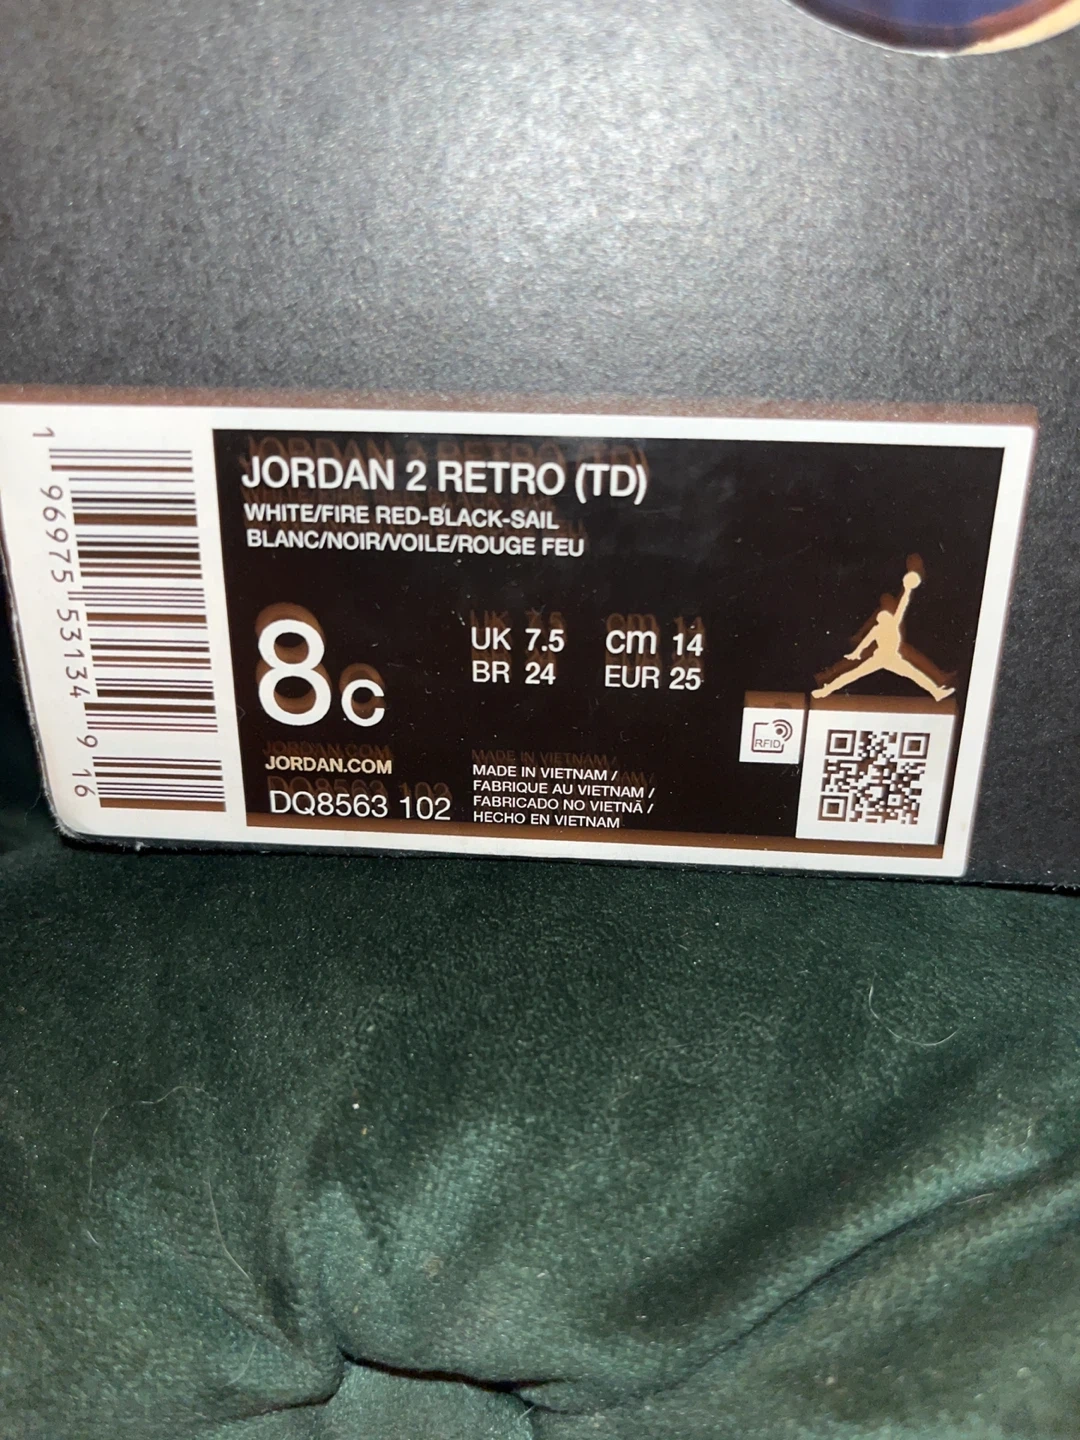 1 96975 53134 9 16
JORDAN 2 RETRO (TD)
WHITE/FIRE RED-BLACK-SAIL
BLANC/NOIR/VOILE/ROUGE FEU
8c
UK 7.5 cm 14
BR 24 EUR 25
RFID
JORDAN.COM
DQ8563 102
MADE IN VIETNAM /
FABRIQUE AU VIETNAM /
FABRICADO NO VIETNÃ /
HECHO EN VIETNAM